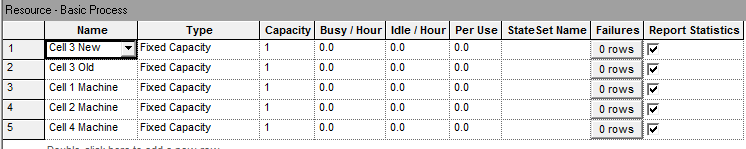 Resource - Basic Process
Name Type Capacity Busy / Hour Idle / Hour Per Use StateSet Name Failures Report Statistics
1 Cell 3 New Fixed Capacity 1 0.0 0.0 0.0 0 rows
2 Cell 3 Old Fixed Capacity 1 0.0 0.0 0.0 0 rows
3 Cell 1 Machine Fixed Capacity 1 0.0 0.0 0.0 0 rows
4 Cell 2 Machine Fixed Capacity 1 0.0 0.0 0.0 0 rows
5 Cell 4 Machine Fixed Capacity 1 0.0 0.0 0.0 0 rows
Double-click here to add a new row.